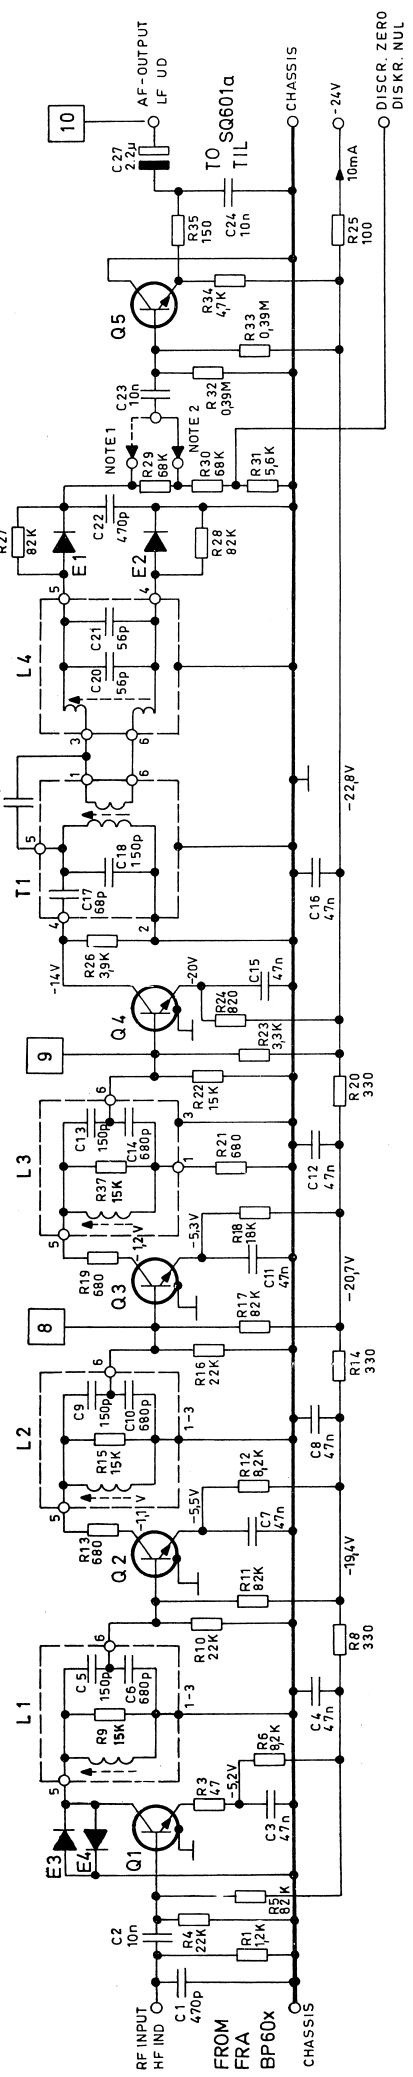 RF INPUT
HF IND
C1
470p
FROM
FRA
BP60x
CHASSIS
C2
10n
R4
22K
R1
1,2K
R5
82K
E3
E4
Q1
R3
47
-5,2V
C3
47n
R6
8,2K
L1
5
R9
15K
C5
150p
C6
680p
6
1-3
C4
47n
R8
330
R10
22K
R11
82K
-19,4V
Q2
R13
680
-1,1 V
-5,5V
C7
47n
R12
8,2K
L2
5
R15
15K
C9
150p
C10
680p
6
1-3
C8
47n
R14
330
8
R16
22K
R17
82K
-20,7V
Q3
R19
680
-1,2 V
-5,3V
C11
47n
R18
18K
L3
5
R37
15K
C13
150p
C14
680p
6
1
3
R21
680
C12
47n
R20
330
9
R22
15K
R23
3,3K
Q4
-14V
-20V
R24
820
C15
47n
R26
3,9K
C16
47n
-22,8V
T1
4
5
2
C17
68p
C18
150p
1
6
L4
3
6
C20
56p
C21
56p
5
4
R27
82K
E1
E2
R28
82K
C22
470p
NOTE 1
NOTE 2
R29
68K
R30
68K
R31
5,6K
C23
10n
R32
0,39M
R33
0,39M
Q5
R34
4,7K
R35
150
C24
10n
TO
TIL
SQ601a
C27
2.2µ
10
AF-OUTPUT
LF UD
CHASSIS
R25
100
10mA
-24V
DISCR. ZERO
DISKR. NUL